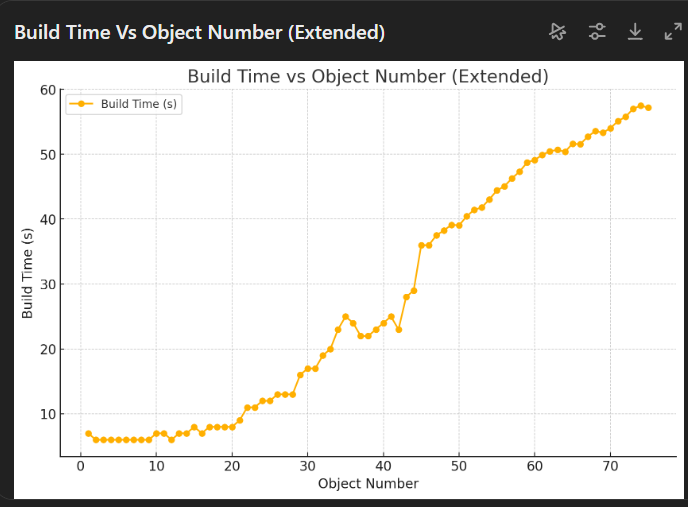 Build Time Vs Object Number (Extended)
Build Time vs Object Number (Extended)
Build Time (s)
60
50
40
30
20
10
Build Time (s)
0 10 20 30 40 50 60 70
Object Number